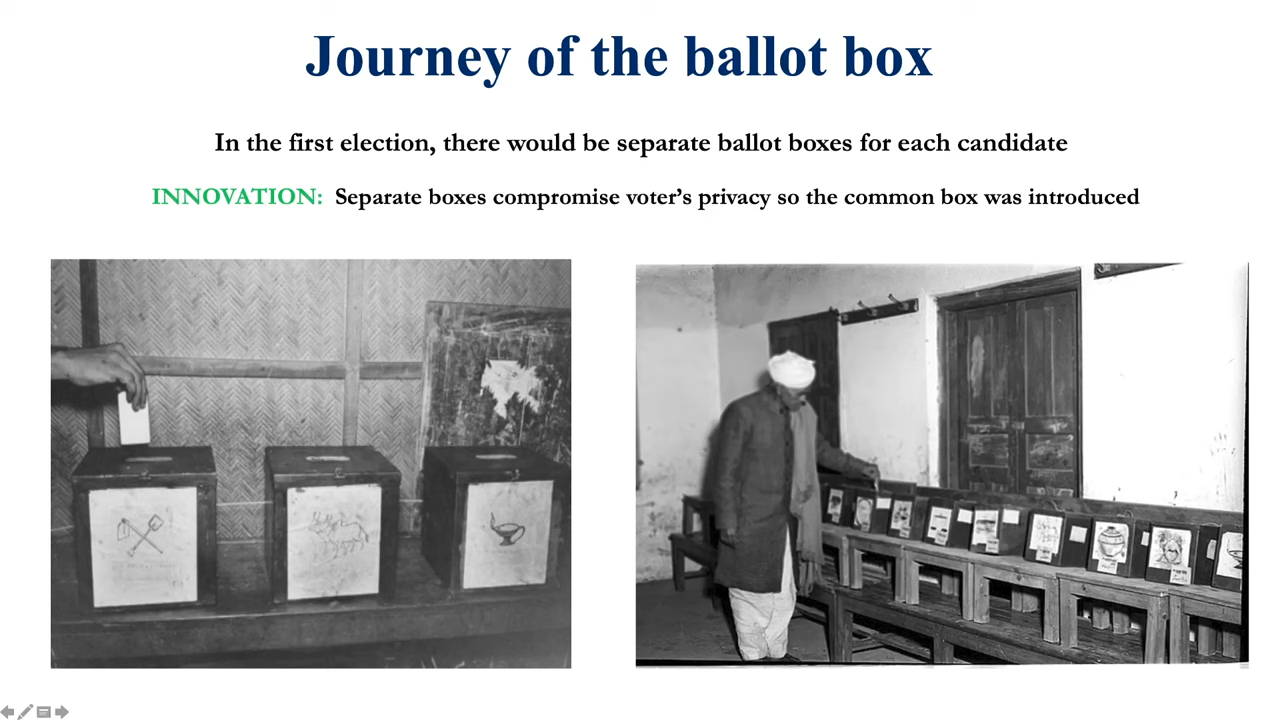 Journey of the ballot box
In the first election, there would be separate ballot boxes for each candidate
INNOVATION: Separate boxes compromise voter's privacy so the common box was introduced